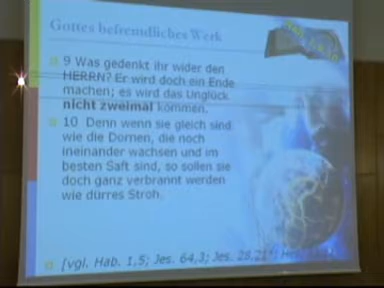 Gottes befremdliches Werk
9 Was gedenkt ihr wider den
HERRN? Er wird doch ein Ende
machen; es wird das Unglück
nicht zweimal kommen.
10 Denn wenn sie gleich sind
wie die Dornen, die noch
ineinander wachsen und im
besten Saft sind, so sollen sie
doch ganz verbrannt werden
wie dürres Stroh.
[vgl. Hab. 1,5; Jes. 64,3; Jes. 28,21